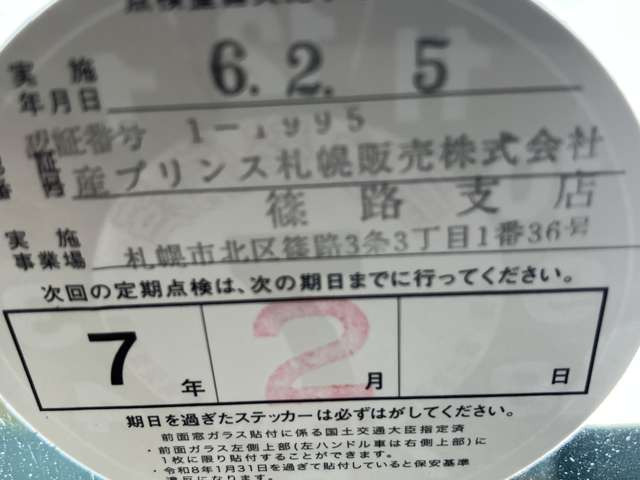 実施年月日 6. 2. 5
認証番号 1-1995
産プリンス札幌販売株式会社
篠路支店
実施事業場 札幌市北区篠路3条3丁目1番36号
次回の定期点検は、次の期日までに行ってください。
7年 2月 日
期日を過ぎたステッカーは必ずはがしてください。
前面窓ガラス貼付に係る国土交通大臣指定済
・前面ガラス左側上部(左ハンドル車は右側上部)に
1枚に限り貼付することができます。
・令和8年1月31日を過ぎて貼付していると保安基準
違反になります。